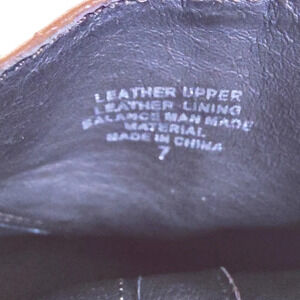 LEATHER UPPER
LEATHER LINING
BALANCE MAN MADE
MATERIAL
MADE IN CHINA
7